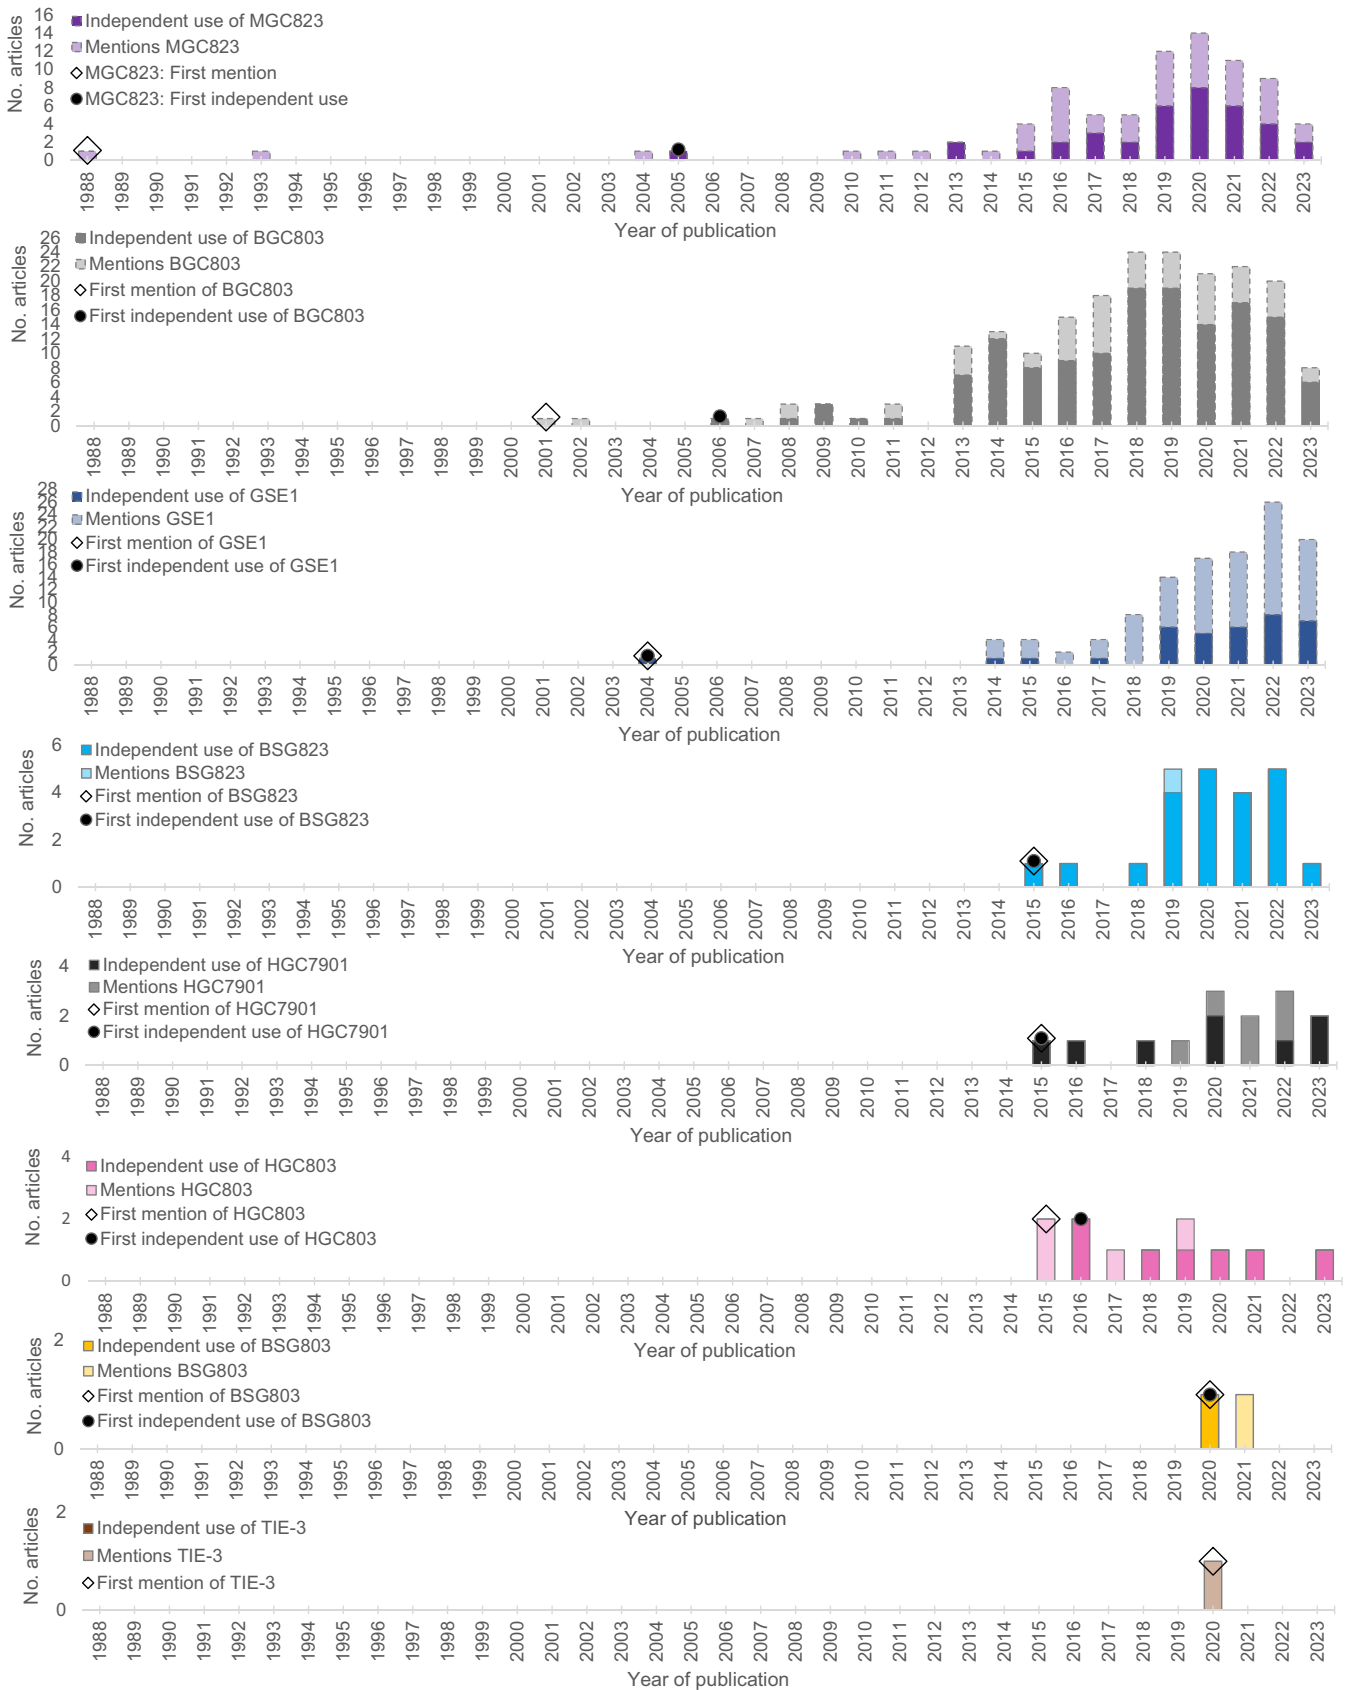 16
14
12
10
8
6
4
2
0
No. articles
Independent use of MGC823
Mentions MGC823
MGC823: First mention
MGC823: First independent use
1988 1989 1990 1991 1992 1993 1994 1995 1996 1997 1998 1999 2000 2001 2002 2003 2004 2005 2006 2007 2008 2009 2010 2011 2012 2013 2014 2015 2016 2017 2018 2019 2020 2021 2022 2023
Year of publication
26
24
22
20
18
16
14
12
10
8
6
4
2
0
No. articles
Independent use of BGC803
Mentions BGC803
First mention of BGC803
First independent use of BGC803
1988 1989 1990 1991 1992 1993 1994 1995 1996 1997 1998 1999 2000 2001 2002 2003 2004 2005 2006 2007 2008 2009 2010 2011 2012 2013 2014 2015 2016 2017 2018 2019 2020 2021 2022 2023
Year of publication
28
26
24
22
20
18
16
14
12
10
8
6
4
2
0
No. articles
Independent use of GSE1
Mentions GSE1
First mention of GSE1
First independent use of GSE1
1988 1989 1990 1991 1992 1993 1994 1995 1996 1997 1998 1999 2000 2001 2002 2003 2004 2005 2006 2007 2008 2009 2010 2011 2012 2013 2014 2015 2016 2017 2018 2019 2020 2021 2022 2023
Year of publication
6
4
2
0
No. articles
Independent use of BSG823
Mentions BSG823
First mention of BSG823
First independent use of BSG823
1988 1989 1990 1991 1992 1993 1994 1995 1996 1997 1998 1999 2000 2001 2002 2003 2004 2005 2006 2007 2008 2009 2010 2011 2012 2013 2014 2015 2016 2017 2018 2019 2020 2021 2022 2023
Year of publication
4
2
0
No. articles
Independent use of HGC7901
Mentions HGC7901
First mention of HGC7901
First independent use of HGC7901
1988 1989 1990 1991 1992 1993 1994 1995 1996 1997 1998 1999 2000 2001 2002 2003 2004 2005 2006 2007 2008 2009 2010 2011 2012 2013 2014 2015 2016 2017 2018 2019 2020 2021 2022 2023
Year of publication
4
2
0
No. articles
Independent use of HGC803
Mentions HGC803
First mention of HGC803
First independent use of HGC803
1988 1989 1990 1991 1992 1993 1994 1995 1996 1997 1998 1999 2000 2001 2002 2003 2004 2005 2006 2007 2008 2009 2010 2011 2012 2013 2014 2015 2016 2017 2018 2019 2020 2021 2022 2023
Year of publication
2
0
No. articles
Independent use of BSG803
Mentions BSG803
First mention of BSG803
First independent use of BSG803
1988 1989 1990 1991 1992 1993 1994 1995 1996 1997 1998 1999 2000 2001 2002 2003 2004 2005 2006 2007 2008 2009 2010 2011 2012 2013 2014 2015 2016 2017 2018 2019 2020 2021 2022 2023
Year of publication
2
0
No. articles
Independent use of TIE-3
Mentions TIE-3
First mention of TIE-3
1988 1989 1990 1991 1992 1993 1994 1995 1996 1997 1998 1999 2000 2001 2002 2003 2004 2005 2006 2007 2008 2009 2010 2011 2012 2013 2014 2015 2016 2017 2018 2019 2020 2021 2022 2023
Year of publication